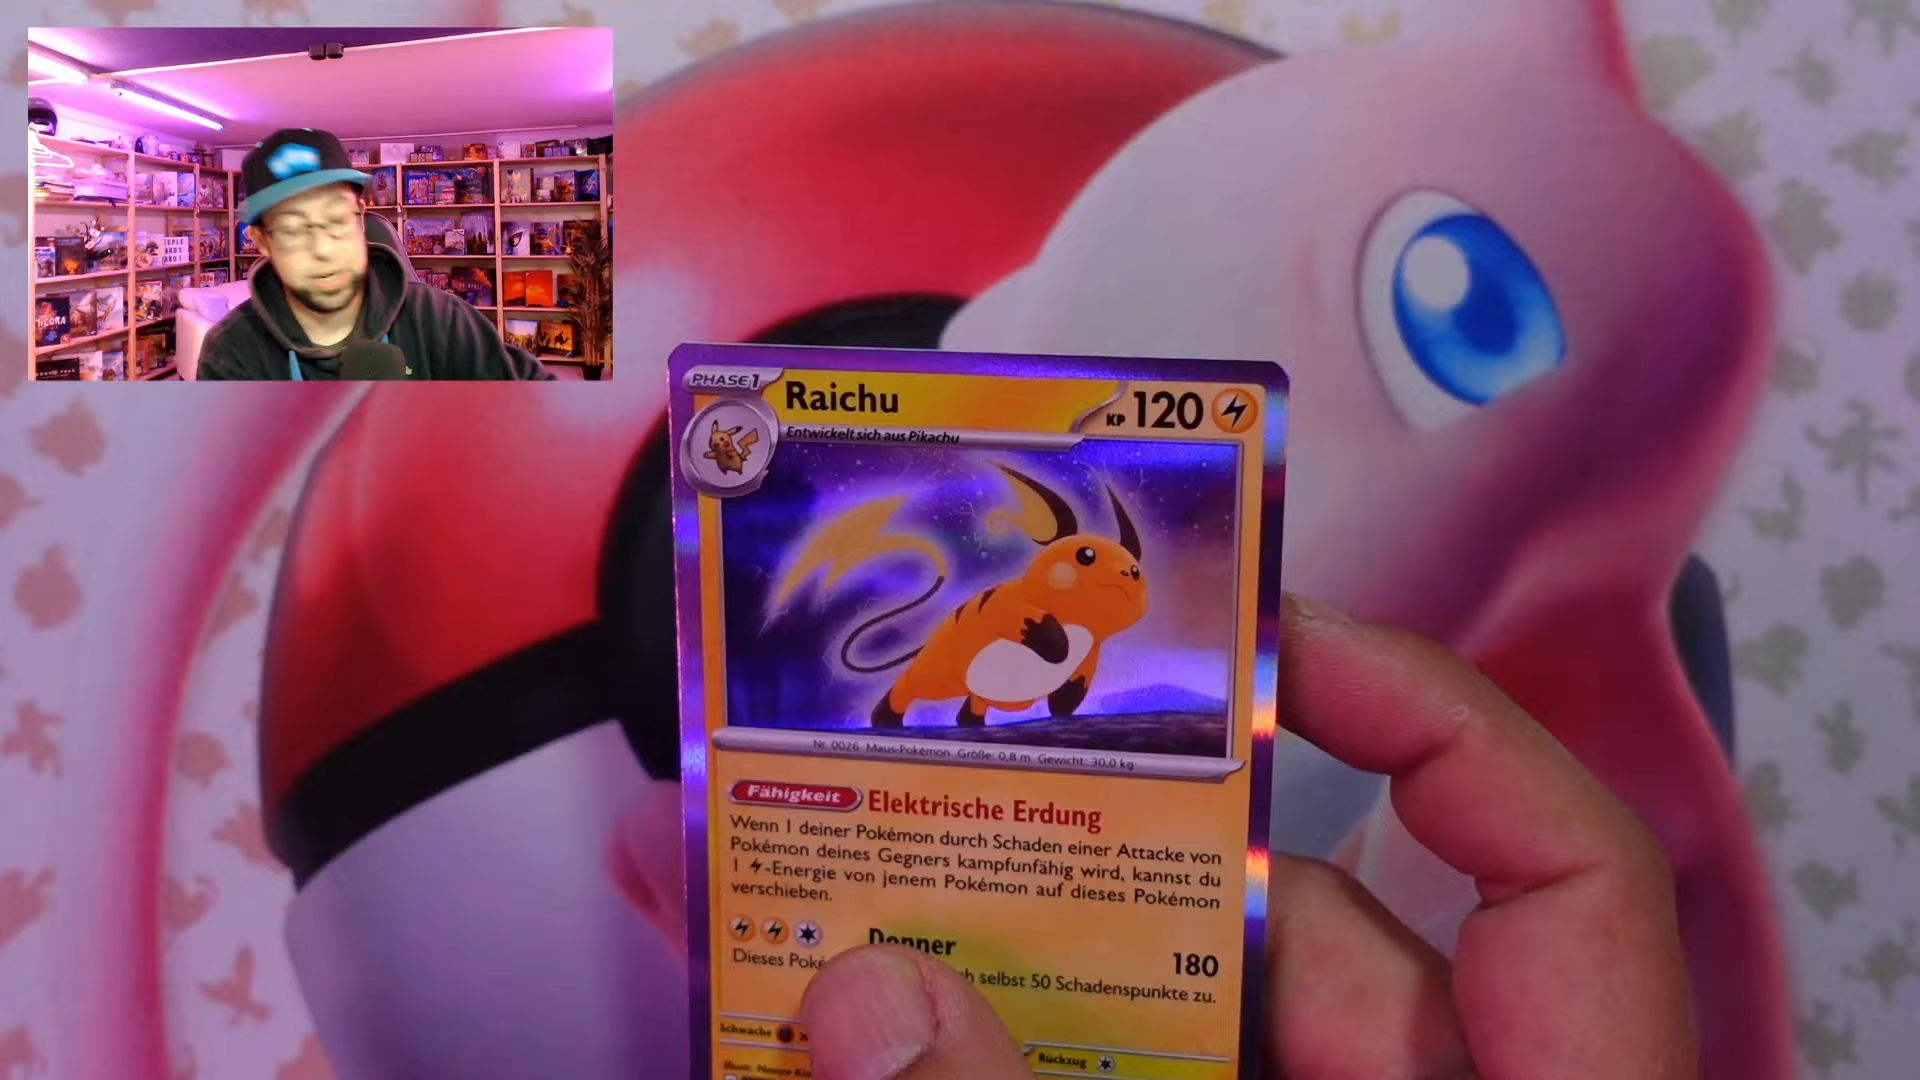 PHASE 1
Raichu
KP 120
Entwickelt sich aus Pikachu
Nr. 0026 Maus-Pokémon Größe: 0,8 m Gewicht: 30,0 kg
Fähigkeit Elektrische Erdung
Wenn 1 deiner Pokémon durch Schaden einer Attacke von
Pokémon deines Gegners kampfunfähig wird, kannst du
1 -Energie von jenem Pokémon auf dieses Pokémon
verschieben.
Donner 180
Dieses Poké
selbst 50 Schadenspunkte zu.
Schwäche
Rückzug
Illus.